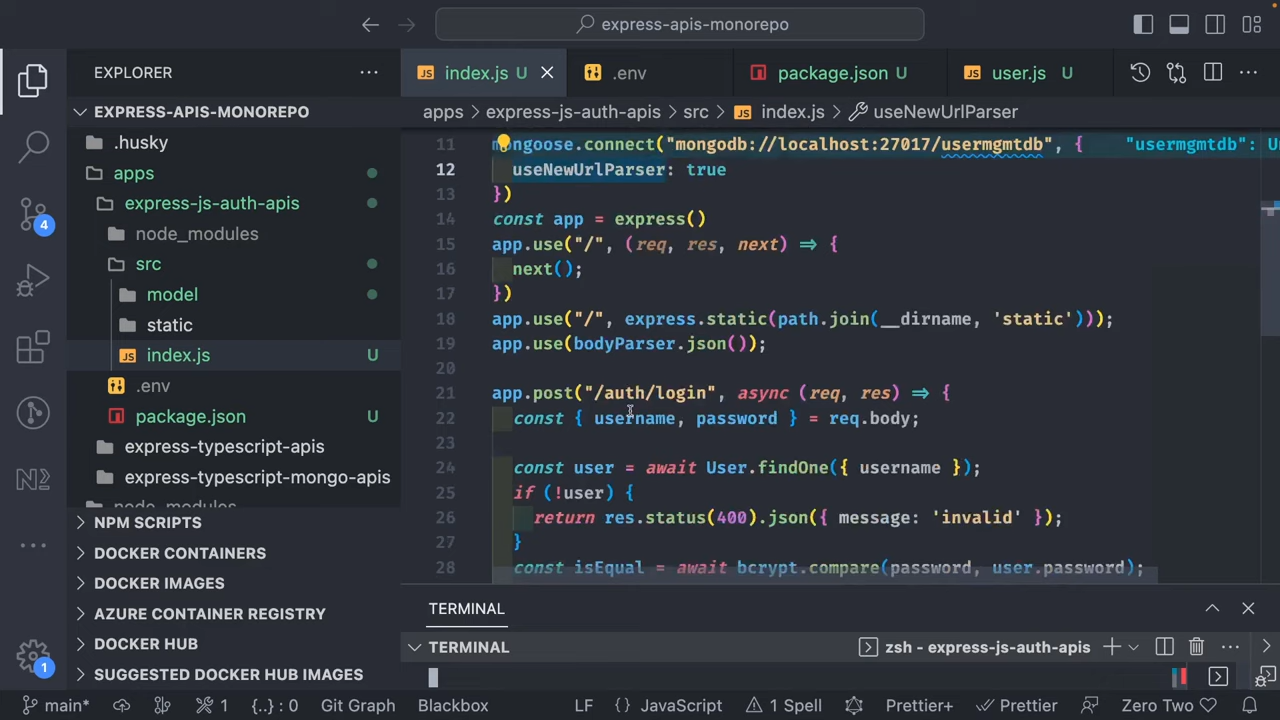 express-apis-monorepo
EXPLORER
index.js U
.env
package.json U
user.js U
EXPRESS-APIS-MONOREPO
apps > express-js-auth-apis > src > index.js > useNewUrlParser
.husky
apps
express-js-auth-apis
node_modules
src
model
static
index.js U
.env
package.json U
express-typescript-apis
express-typescript-mongo-apis
node_modules
NPM SCRIPTS
DOCKER CONTAINERS
DOCKER IMAGES
AZURE CONTAINER REGISTRY
DOCKER HUB
SUGGESTED DOCKER HUB IMAGES
4
1
11 mongoose.connect("mongodb://localhost:27017/usermgmtdb", { "usermgmtdb": U
12 useNewUrlParser: true
13 })
14 const app = express()
15 app.use("/", (req, res, next) => {
16 next();
17 })
18 app.use("/", express.static(path.join(__dirname, 'static')));
19 app.use(bodyParser.json());
20
21 app.post("/auth/login", async (req, res) => {
22 const { username, password } = req.body;
23
24 const user = await User.findOne({ username });
25 if (!user) {
26 return res.status(400).json({ message: 'invalid' });
27 }
28 const isEqual = await bcrypt.compare(password, user.password);
TERMINAL
TERMINAL
zsh - express-js-auth-apis
main* 1 {..} : 0 Git Graph Blackbox LF {} JavaScript 1 Spell Prettier+ Prettier Zero Two